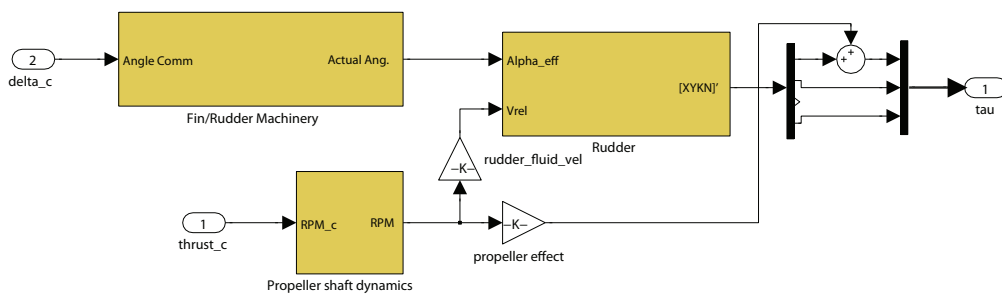 2
delta_c
Angle Comm
Actual Ang.
Fin/Rudder Machinery
Alpha_eff
Vrel
[XYKN]'
Rudder
+
+
1
tau
–K–
rudder_fluid_vel
1
thrust_c
RPM_c
RPM
Propeller shaft dynamics
–K–
propeller effect